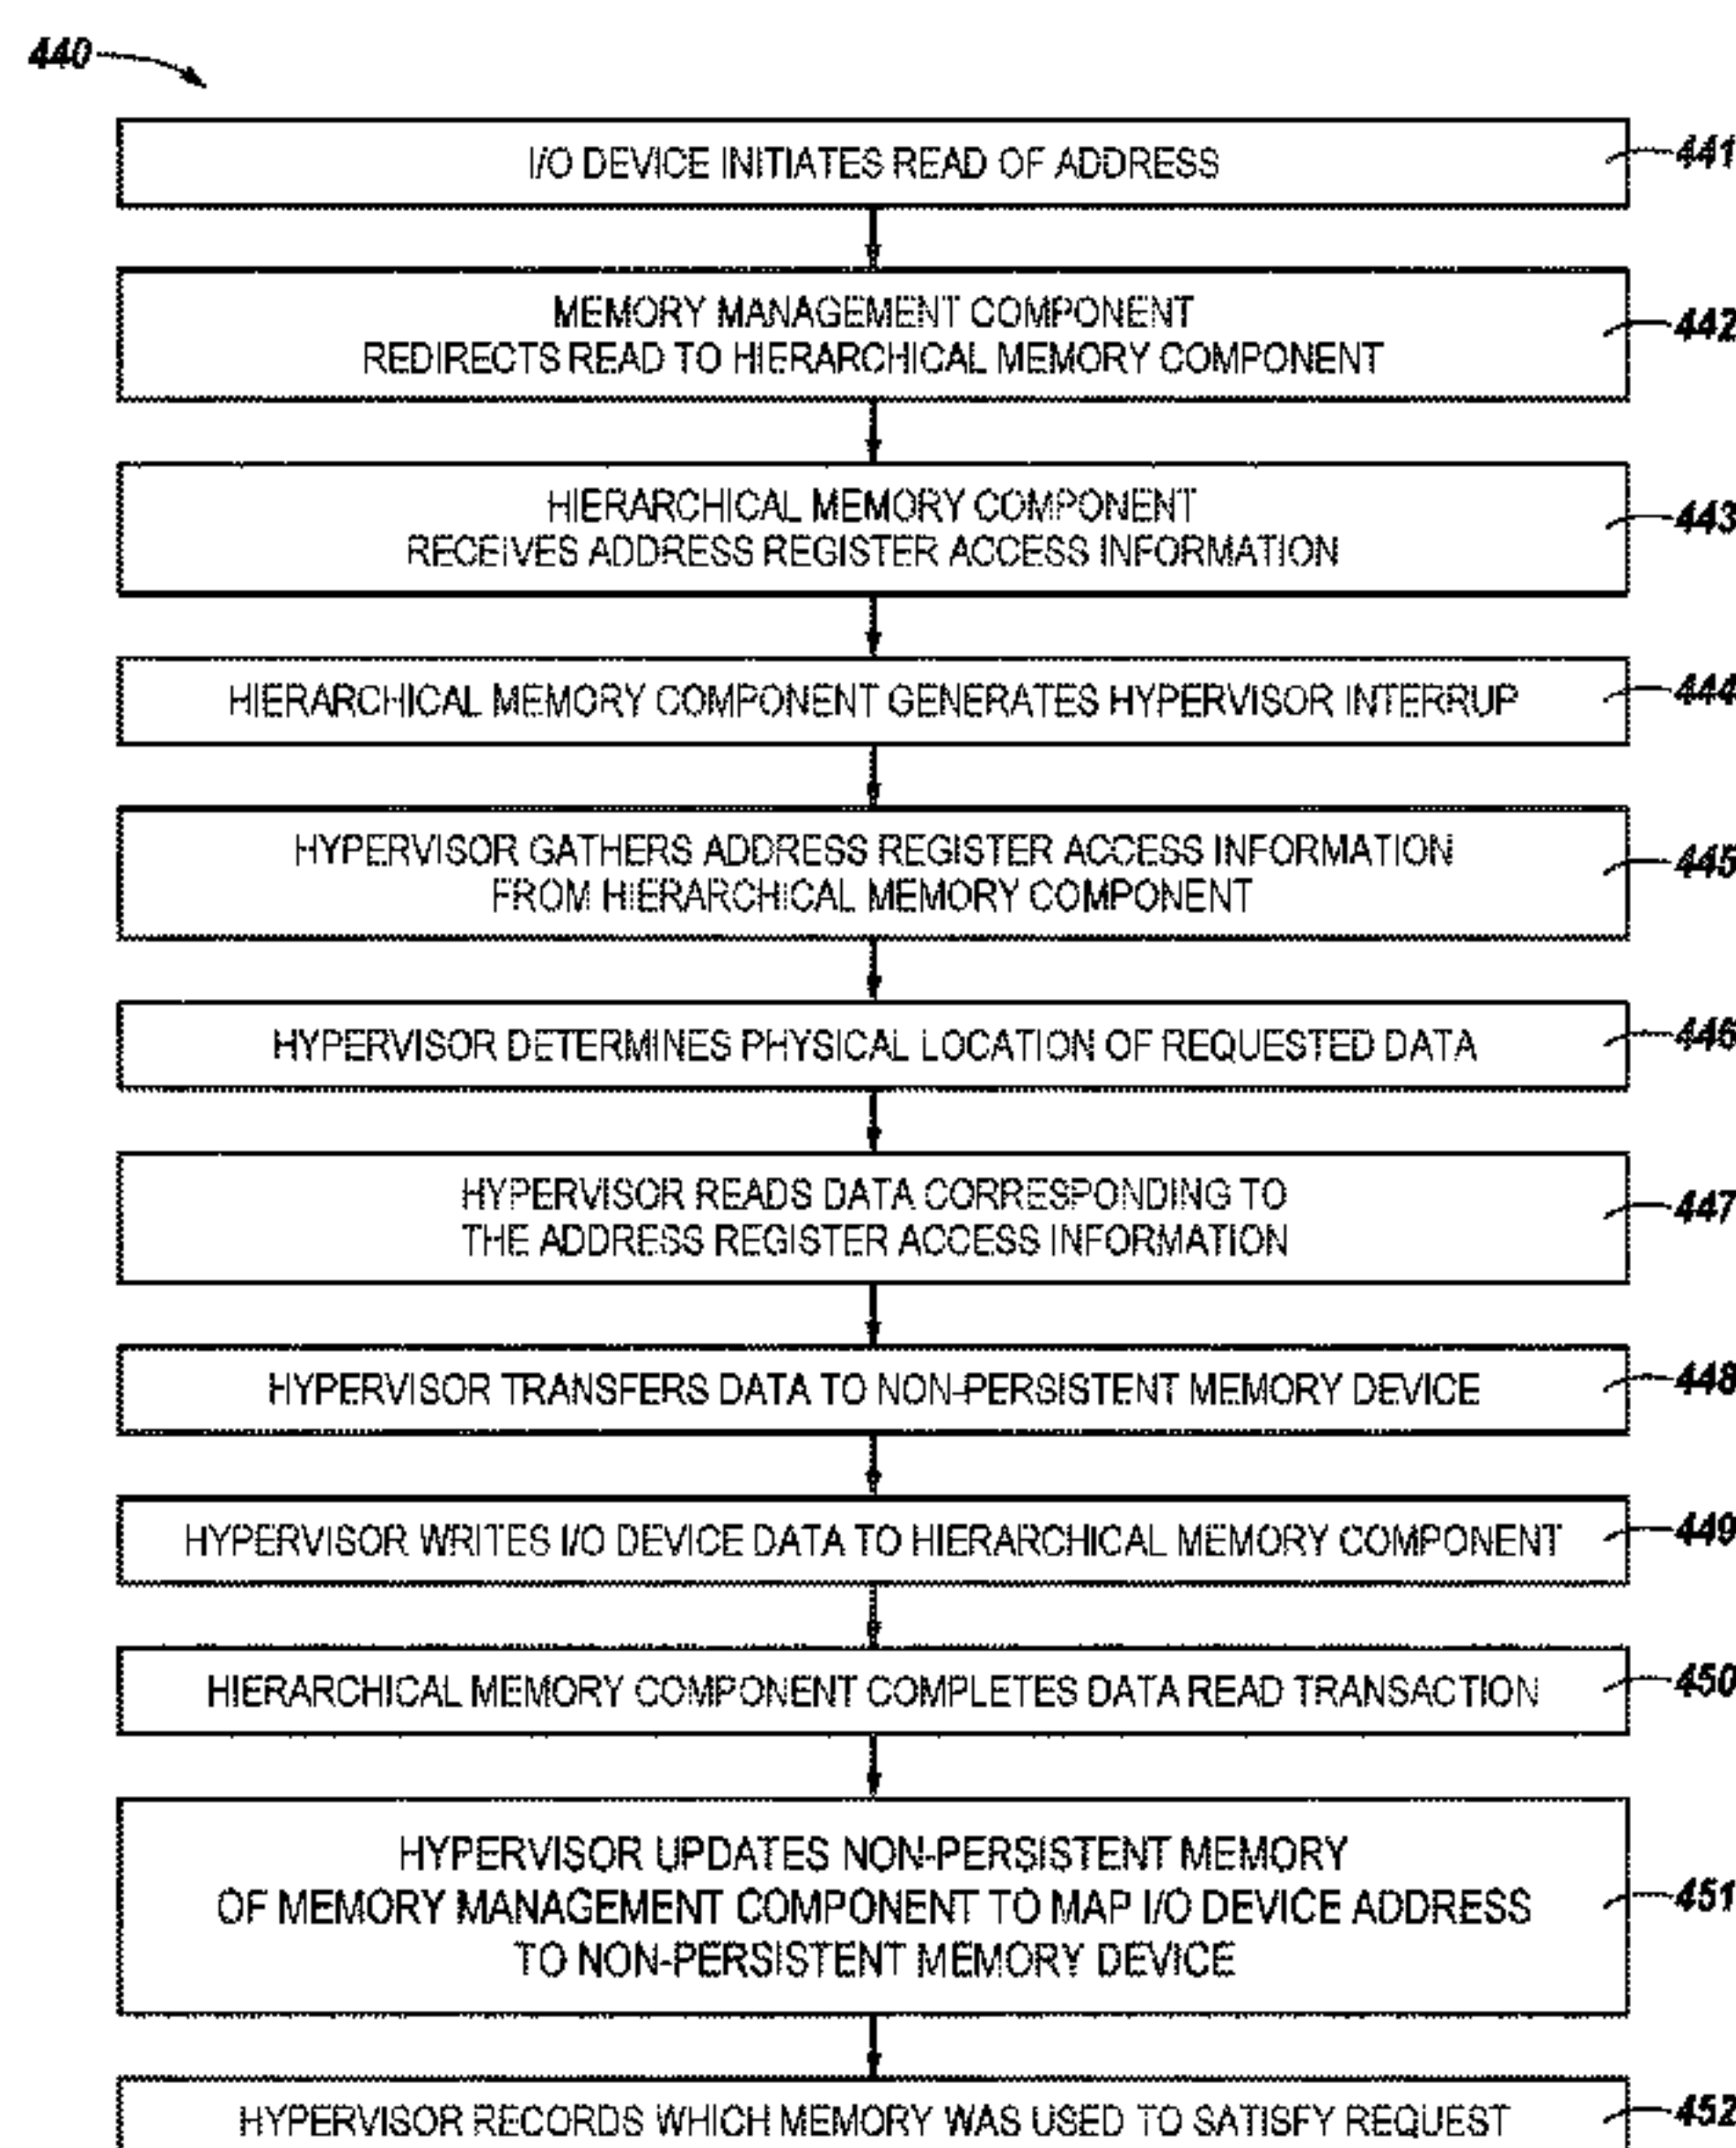 440
I/O DEVICE INITIATES READ OF ADDRESS
441
MEMORY MANAGEMENT COMPONENT
REDIRECTS READ TO HIERARCHICAL MEMORY COMPONENT
442
HIERARCHICAL MEMORY COMPONENT
RECEIVES ADDRESS REGISTER ACCESS INFORMATION
443
HIERARCHICAL MEMORY COMPONENT GENERATES HYPERVISOR INTERRUP
444
HYPERVISOR GATHERS ADDRESS REGISTER ACCESS INFORMATION
FROM HIERARCHICAL MEMORY COMPONENT
445
HYPERVISOR DETERMINES PHYSICAL LOCATION OF REQUESTED DATA
446
HYPERVISOR READS DATA CORRESPONDING TO
THE ADDRESS REGISTER ACCESS INFORMATION
447
HYPERVISOR TRANSFERS DATA TO NON-PERSISTENT MEMORY DEVICE
448
HYPERVISOR WRITES I/O DEVICE DATA TO HIERARCHICAL MEMORY COMPONENT
449
HIERARCHICAL MEMORY COMPONENT COMPLETES DATA READ TRANSACTION
450
HYPERVISOR UPDATES NON-PERSISTENT MEMORY
OF MEMORY MANAGEMENT COMPONENT TO MAP I/O DEVICE ADDRESS
TO NON-PERSISTENT MEMORY DEVICE
451
HYPERVISOR RECORDS WHICH MEMORY WAS USED TO SATISFY REQUEST
452